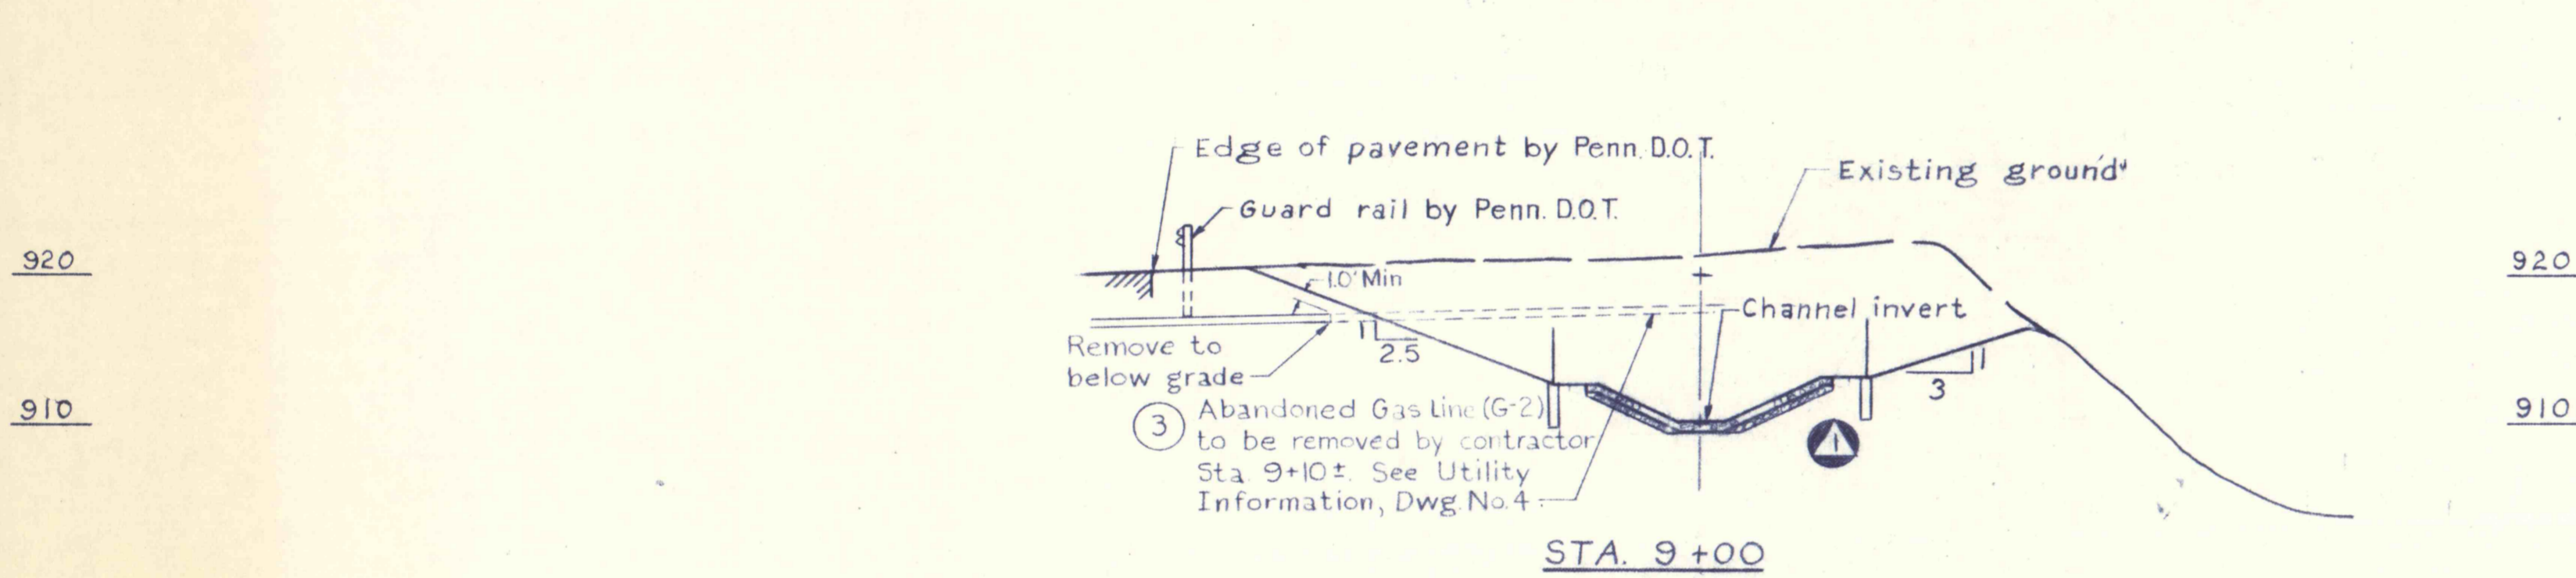 Edge of pavement by Penn. D.O.T.
Existing ground
Guard rail by Penn. D.O.T.
920
920
1.0' Min
Channel invert
Remove to
below grade
1
2.5
1
3
910
910
3
Abandoned Gas Line (G-2)
to be removed by contractor
Sta. 9+10±. See Utility
Information, Dwg. No. 4
1
STA. 9+00